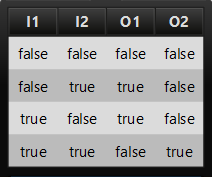 I1 I2 O1 O2
false false false false
false true true false
true false true false
true true false true